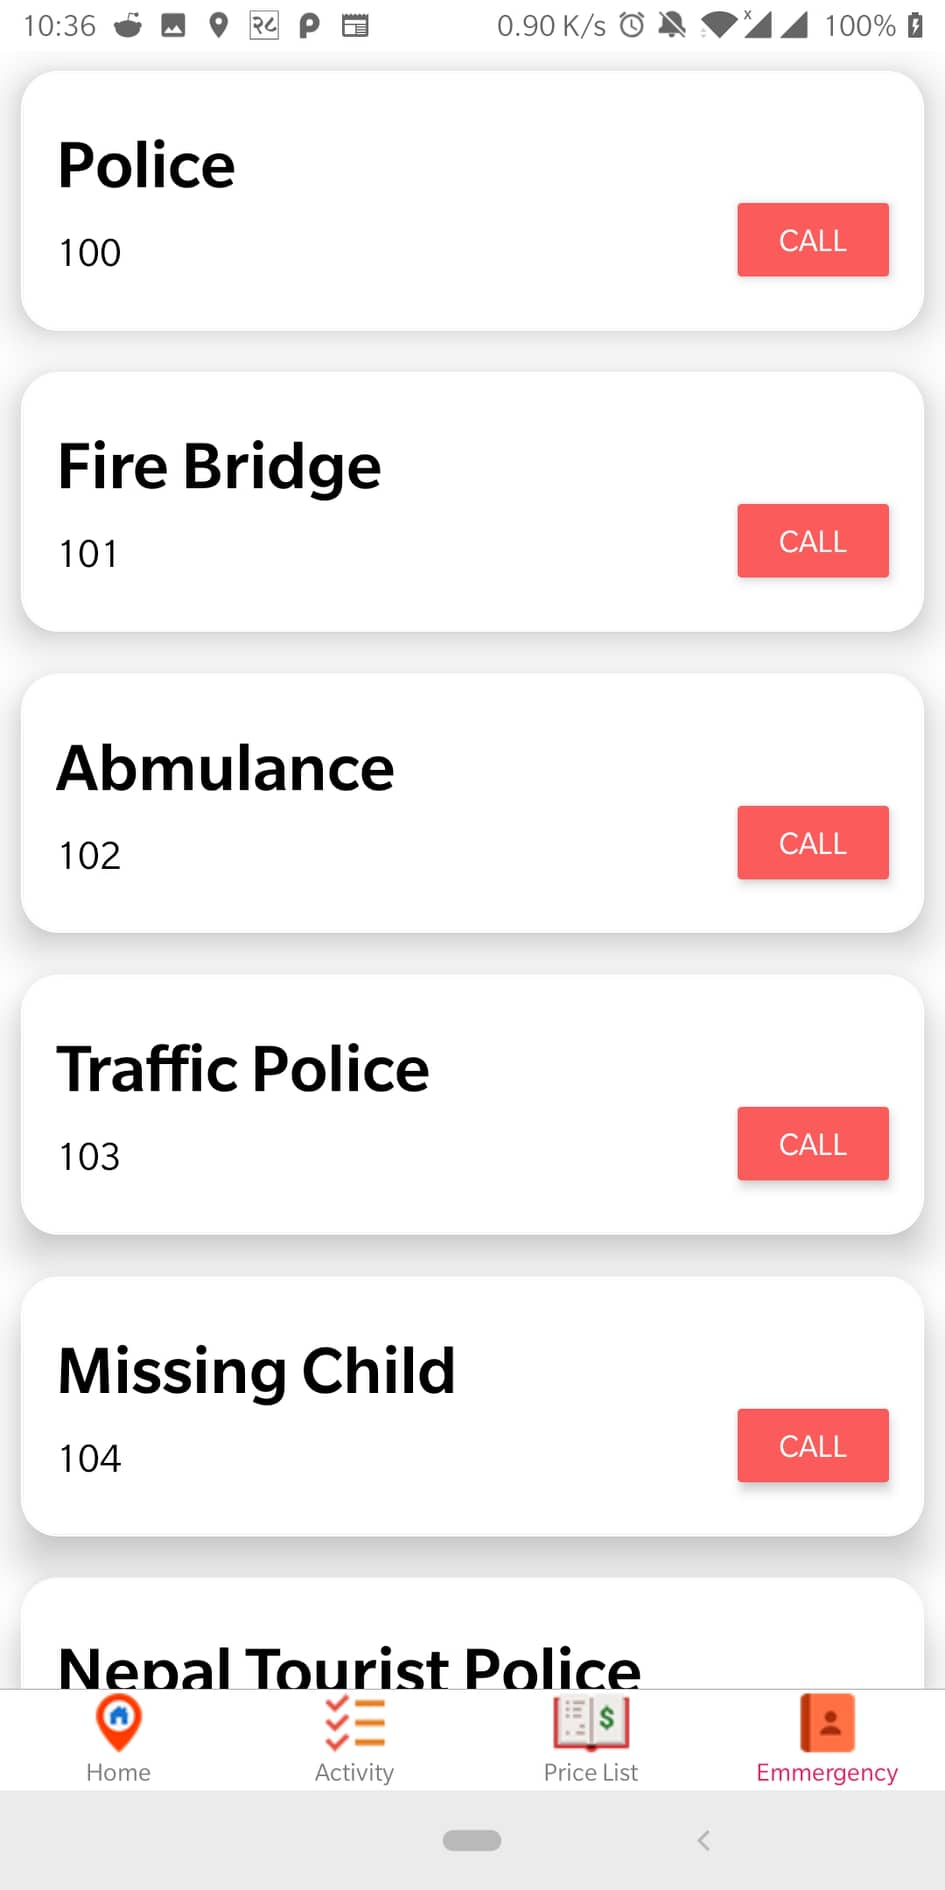 10:36 २८ 0.90 K/s x 100%
Police
100
CALL
Fire Bridge
101
CALL
Abmulance
102
CALL
Traffic Police
103
CALL
Missing Child
104
CALL
Nepal Tourist Police
$
Home Activity Price List Emmergency